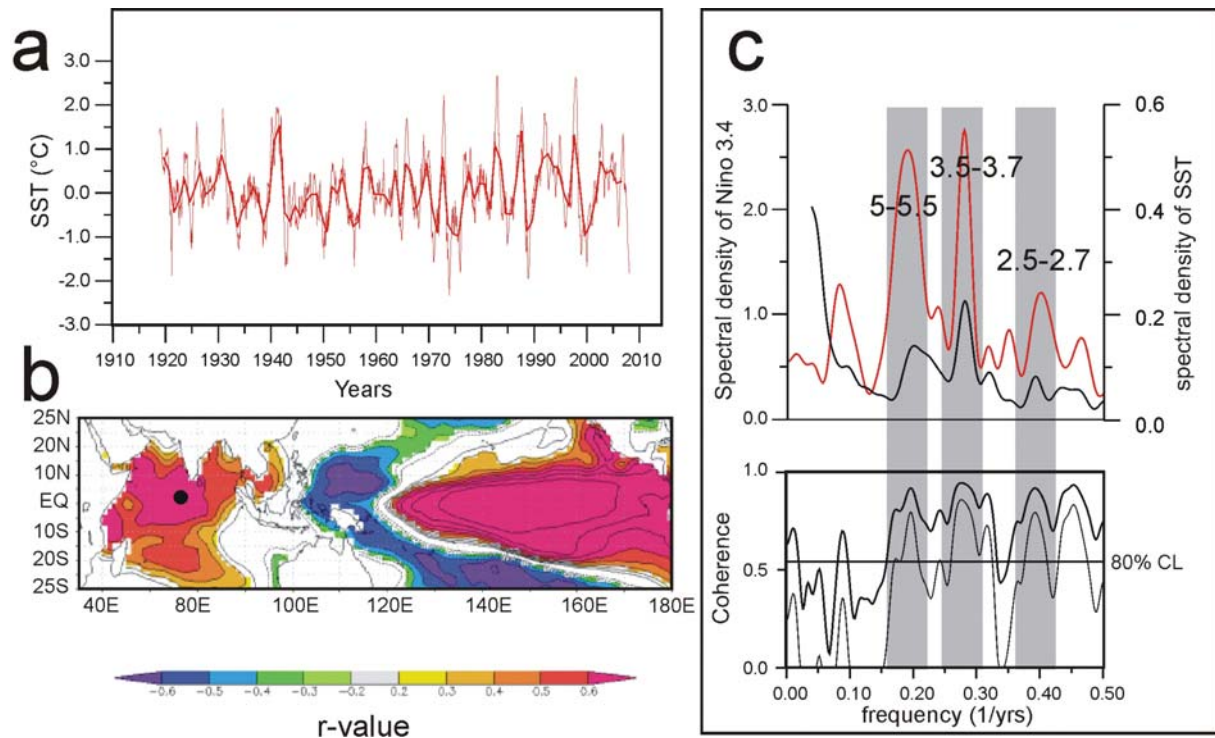 a
SST (°C)
3.0
2.0
1.0
0.0
-1.0
-2.0
-3.0
1910 1920 1930 1940 1950 1960 1970 1980 1990 2000 2010
Years
b
25N
20N
10N
EQ
10S
20S
25S
40E 60E 80E 100E 120E 140E 160E 180E
-0.6 -0.5 -0.4 -0.3 -0.2 0.2 0.3 0.4 0.5 0.6
r-value
c
Spectral density of Nino 3.4
3.0
2.0
1.0
0.0
5-5.5
3.5-3.7
2.5-2.7
0.6
0.4
0.2
0.0
spectral density of SST
Coherence
1.0
0.5
0.0
80% CL
0.00 0.10 0.20 0.30 0.40 0.50
frequency (1/yrs)